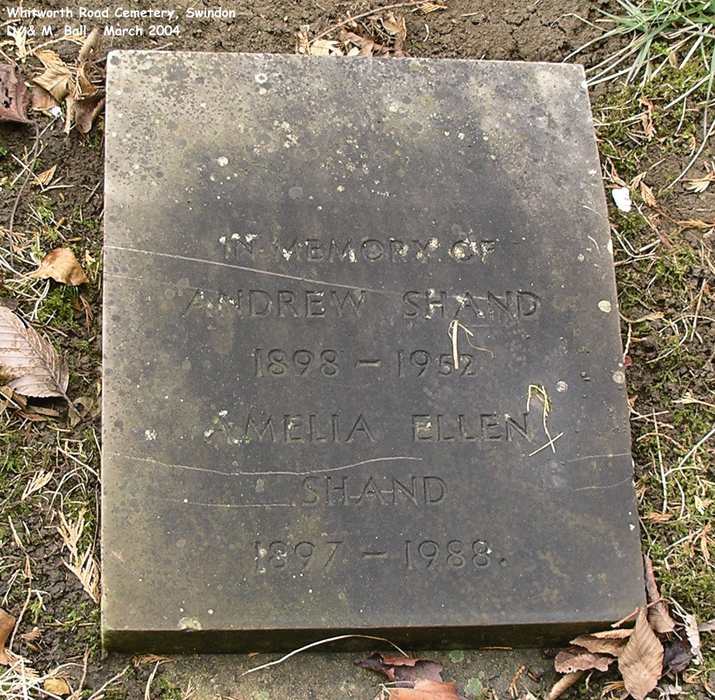 Whitworth Road Cemetery, Swindon
D. & M. Ball - March 2004
IN MEMORY OF
ANDREW SHAND
1898 - 1952
AMELIA ELLEN
SHAND
1897 - 1988.